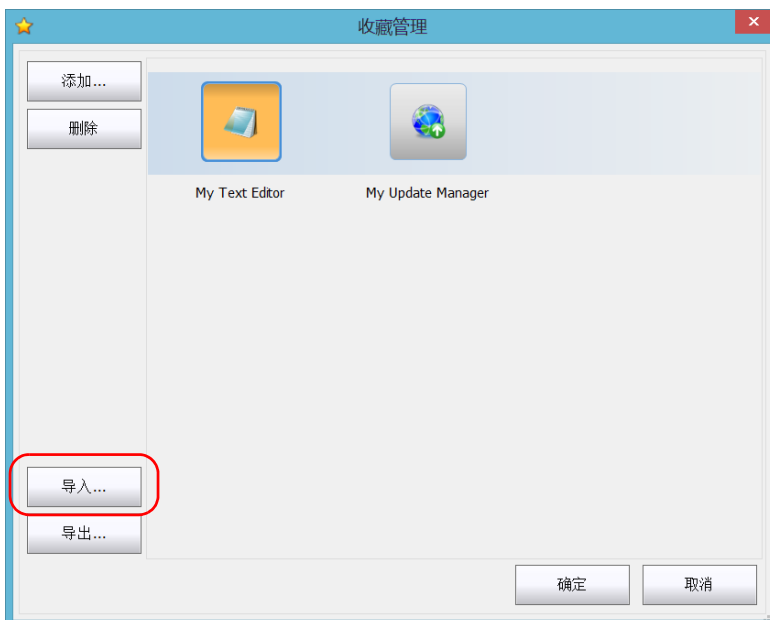 收藏管理
添加...
删除
My Text Editor
My Update Manager
导入...
导出...
确定
取消